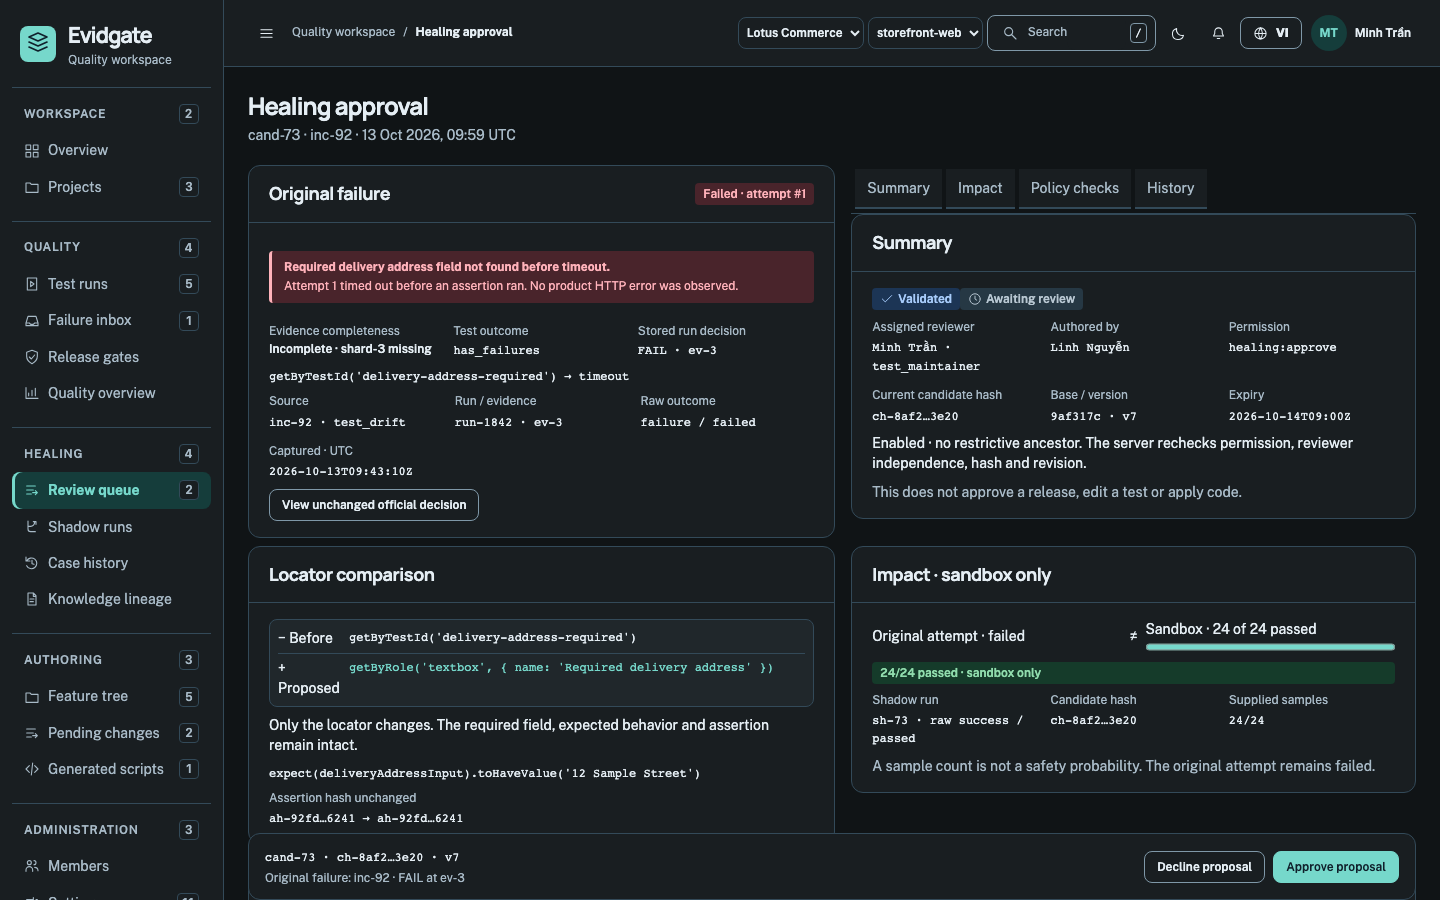 Evidgate
Quality workspace
WORKSPACE 2
Overview
Projects 3
QUALITY 4
Test runs 5
Failure inbox 1
Release gates
Quality overview
HEALING 4
Review queue 2
Shadow runs
Case history
Knowledge lineage
AUTHORING 3
Feature tree 5
Pending changes 2
Generated scripts 1
ADMINISTRATION 3
Members
Quality workspace / Healing approval
Lotus Commerce storefront-web Search / VI MT Minh Trần
Healing approval
cand-73 · inc-92 · 13 Oct 2026, 09:59 UTC
Original failure Failed · attempt #1
Required delivery address field not found before timeout.
Attempt 1 timed out before an assertion ran. No product HTTP error was observed.
Evidence completeness Test outcome Stored run decision
Incomplete · shard-3 missing has_failures FAIL · ev-3
getByTestId('delivery-address-required') → timeout
Source Run / evidence Raw outcome
inc-92 · test_drift run-1842 · ev-3 failure / failed
Captured · UTC
2026-10-13T09:43:10Z
View unchanged official decision
Locator comparison
− Before getByTestId('delivery-address-required')
+ getByRole('textbox', { name: 'Required delivery address' })
Proposed
Only the locator changes. The required field, expected behavior and assertion
remain intact.
expect(deliveryAddressInput).toHaveValue('12 Sample Street')
Assertion hash unchanged
ah-92fd…6241 → ah-92fd…6241
Summary Impact Policy checks History
Summary
Validated Awaiting review
Assigned reviewer Authored by Permission
Minh Trần · Linh Nguyễn healing:approve
test_maintainer
Current candidate hash Base / version Expiry
ch-8af2…3e20 9af317c · v7 2026-10-14T09:00Z
Enabled · no restrictive ancestor. The server rechecks permission, reviewer
independence, hash and revision.
This does not approve a release, edit a test or apply code.
Impact · sandbox only
Original attempt · failed ≠ Sandbox · 24 of 24 passed
24/24 passed · sandbox only
Shadow run Candidate hash Supplied samples
sh-73 · raw success / ch-8af2…3e20 24/24
passed
A sample count is not a safety probability. The original attempt remains failed.
cand-73 · ch-8af2…3e20 · v7
Original failure: inc-92 · FAIL at ev-3
Decline proposal Approve proposal